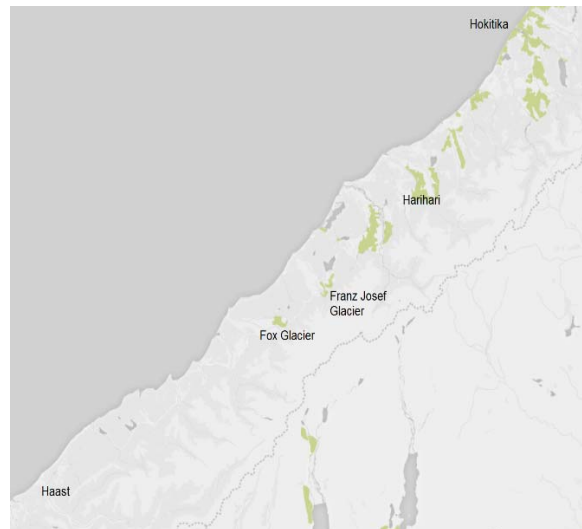 Hokitika
Harihari
Franz Josef
Glacier
Fox Glacier
Haast